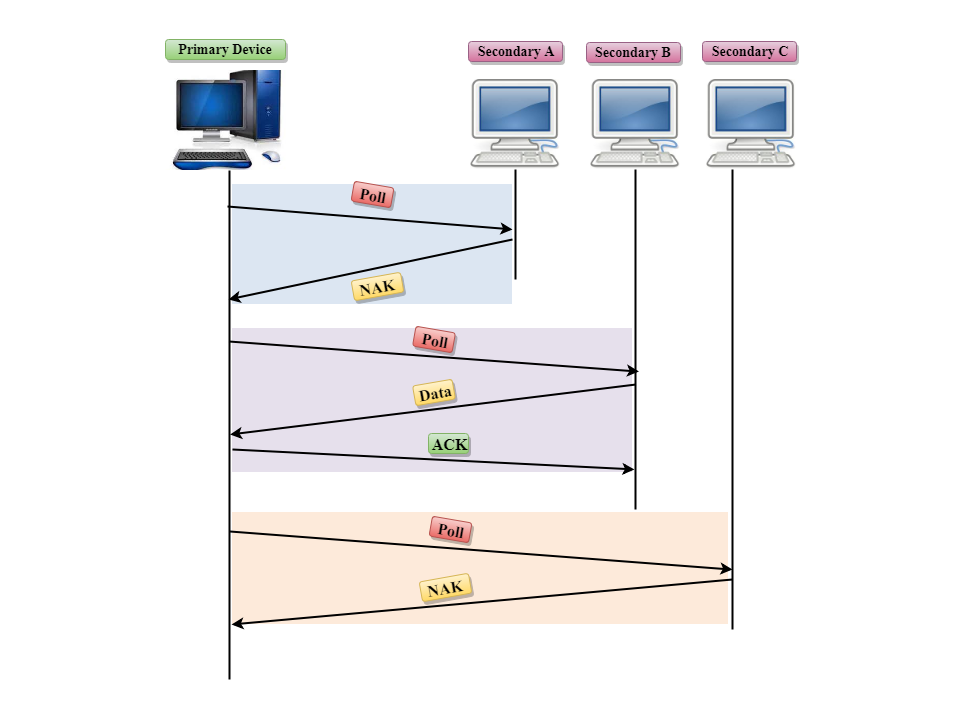 Primary Device
Secondary A
Secondary B
Secondary C
Poll
NAK
Poll
Data
ACK
Poll
NAK